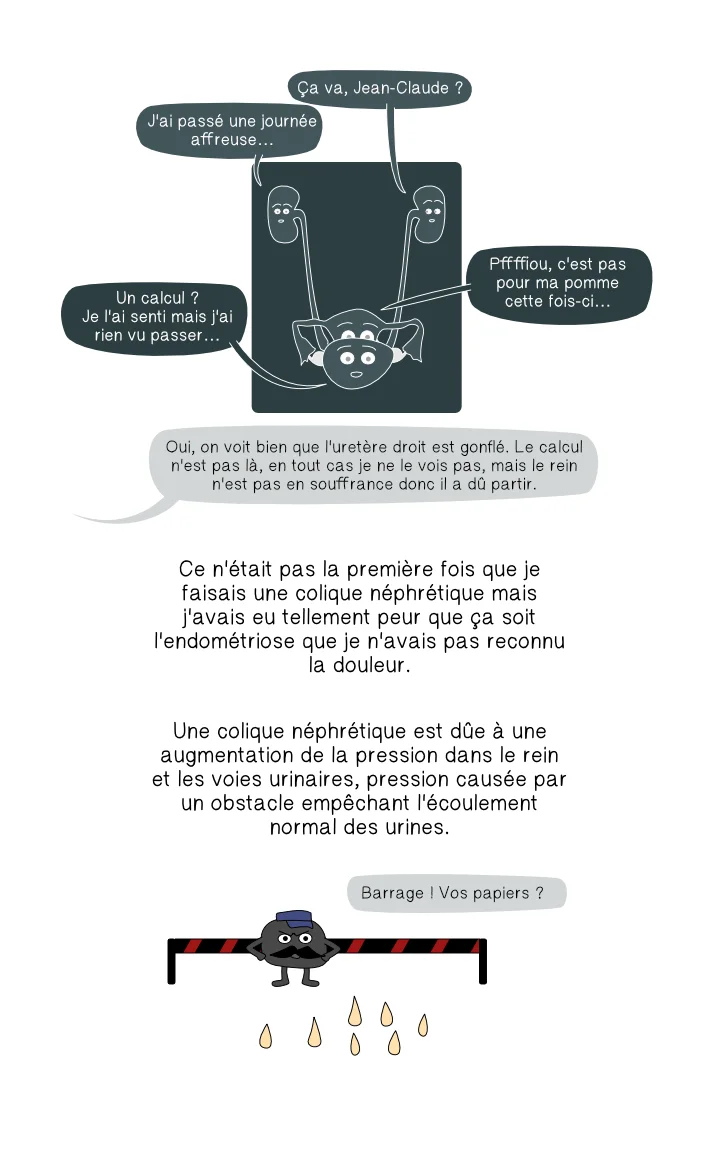 Ça va, Jean-Claude ?
J'ai passé une journée
affreuse...
Pffffiou, c'est pas
pour ma pomme
cette fois-ci...
Un calcul ?
Je l'ai senti mais j'ai
rien vu passer...
Oui, on voit bien que l'uretère droit est gonflé. Le calcul
n'est pas là, en tout cas je ne le vois pas, mais le rein
n'est pas en souffrance donc il a dû partir.
Ce n'était pas la première fois que je
faisais une colique néphrétique mais
j'avais eu tellement peur que ça soit
l'endométriose que je n'avais pas reconnu
la douleur.
Une colique néphrétique est dûe à une
augmentation de la pression dans le rein
et les voies urinaires, pression causée par
un obstacle empêchant l'écoulement
normal des urines.
Barrage ! Vos papiers ?